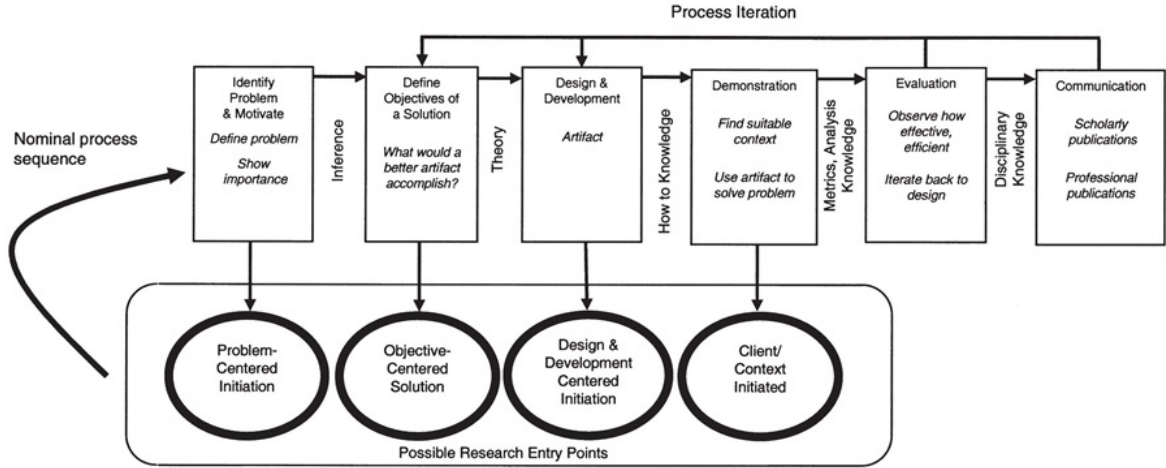 Process Iteration
Nominal process
sequence
Identify
Problem
& Motivate
Define problem
Show
importance
Inference
Define
Objectives of
a Solution
What would a
better artifact
accomplish?
Theory
Design &
Development
Artifact
How to Knowledge
Demonstration
Find suitable
context
Use artifact to
solve problem
Metrics, Analysis
Knowledge
Evaluation
Observe how
effective,
efficient
Iterate back to
design
Disciplinary
Knowledge
Communication
Scholarly
publications
Professional
publications
Problem-
Centered
Initiation
Objective-
Centered
Solution
Design &
Development
Centered
Initiation
Client/
Context
Initiated
Possible Research Entry Points